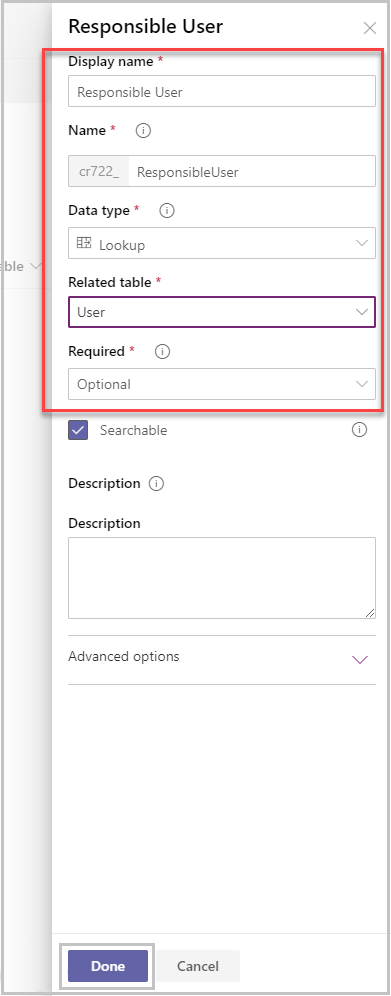 Responsible User
Display name *
Responsible User
Name *
cr722_ ResponsibleUser
Data type *
Lookup
ble
Related table *
User
Required *
Optional
Searchable
Description
Description
Advanced options
Done Cancel